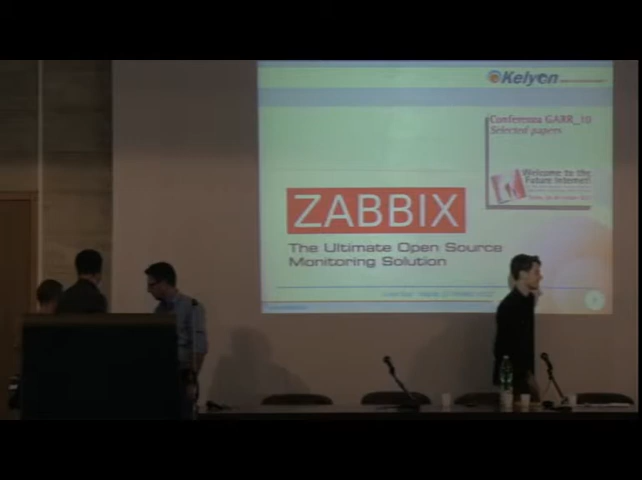 Kelyon
Conferenza GARR_10
Selected papers
Welcome to the
Future Internet!
ZABBIX
The Ultimate Open Source
Monitoring Solution